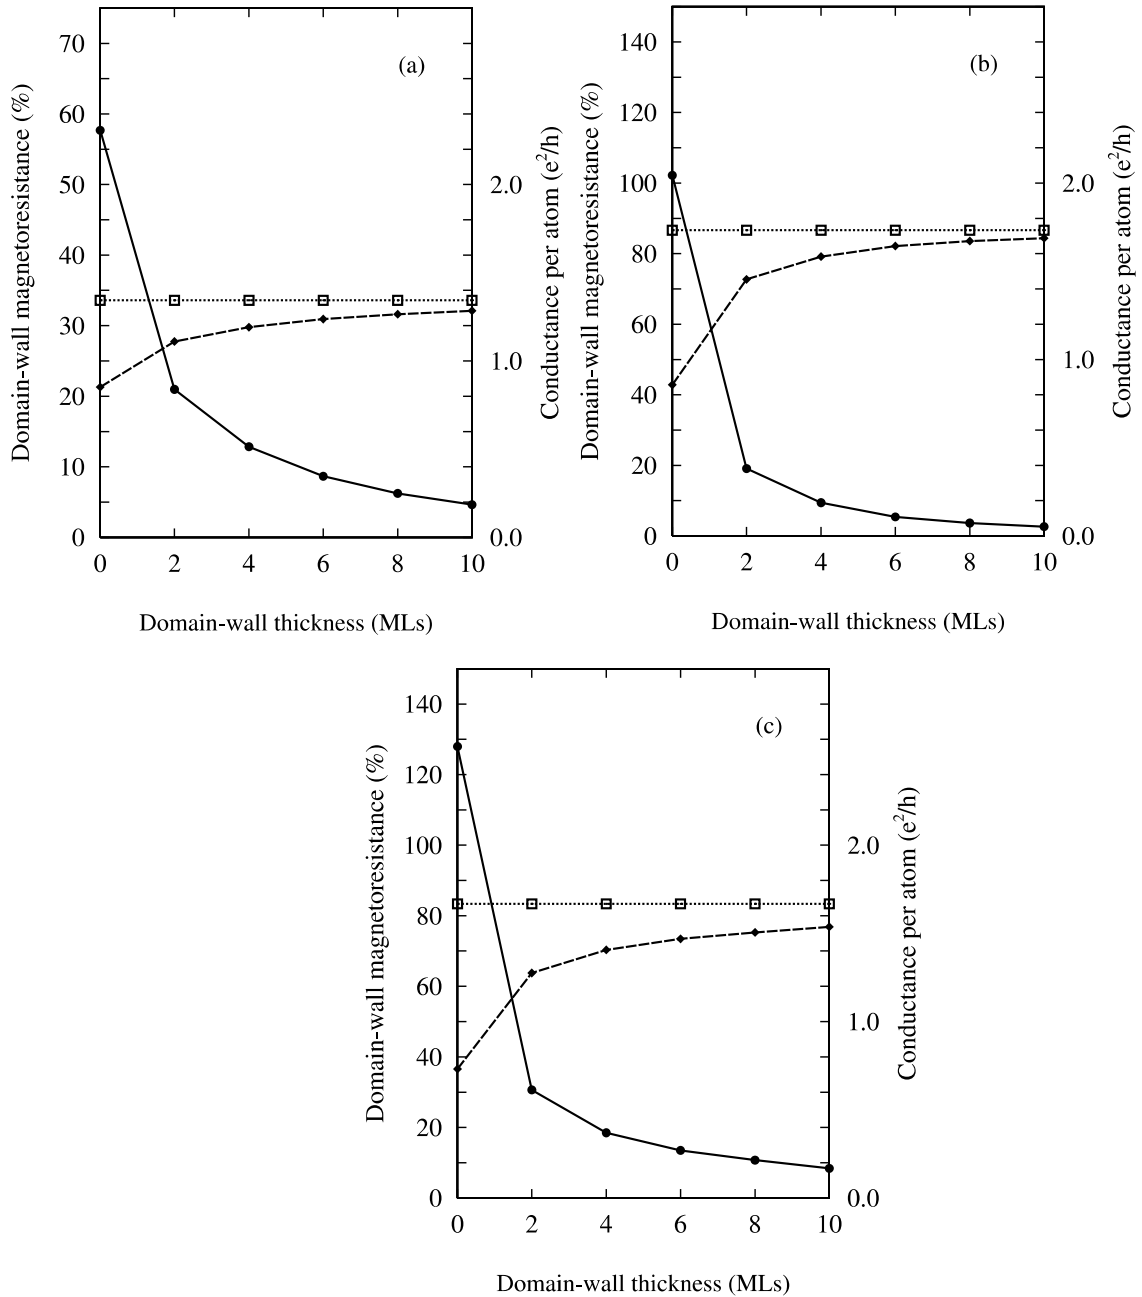 (a)
Domain-wall magnetoresistance (%)
70
60
50
40
30
20
10
0
Conductance per atom (e²/h)
2.0
1.0
0.0
0 2 4 6 8 10
Domain-wall thickness (MLs)
(b)
Domain-wall magnetoresistance (%)
140
120
100
80
60
40
20
0
Conductance per atom (e²/h)
2.0
1.0
0.0
0 2 4 6 8 10
Domain-wall thickness (MLs)
(c)
Domain-wall magnetoresistance (%)
140
120
100
80
60
40
20
0
Conductance per atom (e²/h)
2.0
1.0
0.0
0 2 4 6 8 10
Domain-wall thickness (MLs)